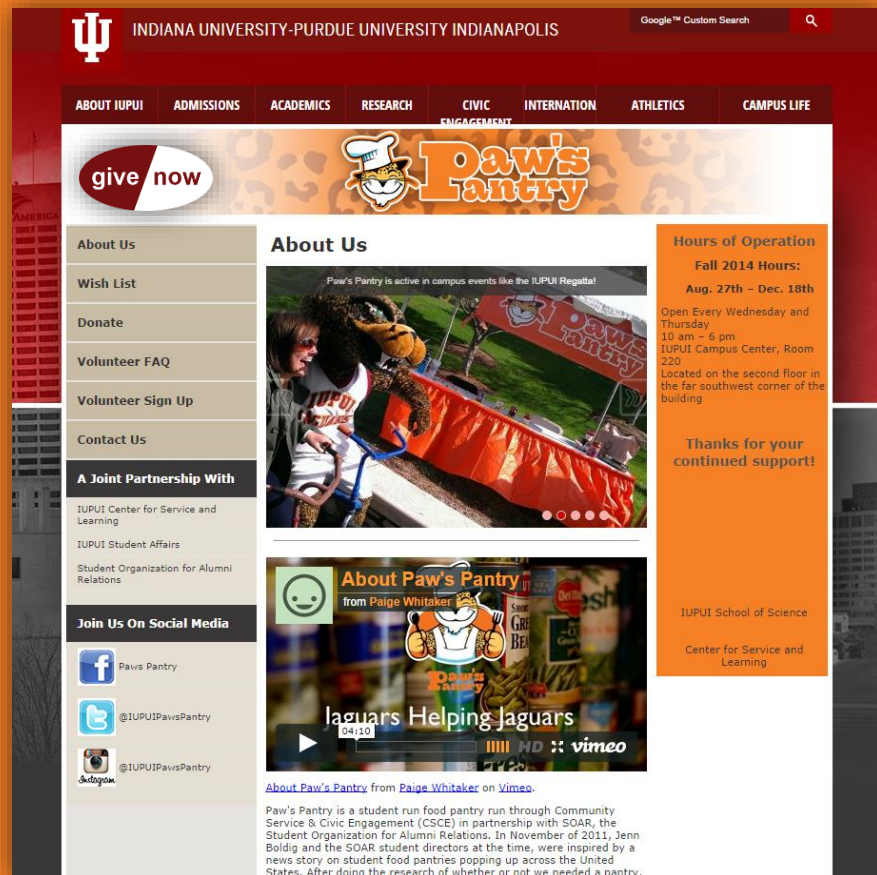 INDIANA UNIVERSITY-PURDUE UNIVERSITY INDIANAPOLIS
Google™ Custom Search
ABOUT IUPUI
ADMISSIONS
ACADEMICS
RESEARCH
CIVIC
ENGAGEMENT
INTERNATION
ATHLETICS
CAMPUS LIFE
give now
Paw's
Pantry
AMERICA
About Us
Wish List
Donate
Volunteer FAQ
Volunteer Sign Up
Contact Us
A Joint Partnership With
IUPUI Center for Service and
Learning
IUPUI Student Affairs
Student Organization for Alumni
Relations
Join Us On Social Media
Paws Pantry
@IUPUIPawsPantry
Instagram
@IUPUIPawsPantry
About Us
Paw's Pantry is active in campus events like the IUPUI Regatta!
Paw's
Pantry
IUPUI
JAGUARS
About Paw's Pantry
from Paige Whitaker
Del Monte
fresh
GRE
BEA
Paw's
Pantry
Jaguars Helping Jaguars
04:10
HD
vimeo
About Paw's Pantry from Paige Whitaker on Vimeo.
Paw's Pantry is a student run food pantry run through Community
Service & Civic Engagement (CSCE) in partnership with SOAR, the
Student Organization for Alumni Relations. In November of 2011, Jenn
Boldig and the SOAR student directors at the time, were inspired by a
news story on student food pantries popping up across the United
States. After doing the research of whether or not we needed a pantry,
Hours of Operation
Fall 2014 Hours:
Aug. 27th – Dec. 18th
Open Every Wednesday and
Thursday
10 am – 6 pm
IUPUI Campus Center, Room
220
Located on the second floor in
the far southwest corner of the
building
Thanks for your
continued support!
IUPUI School of Science
Center for Service and
Learning